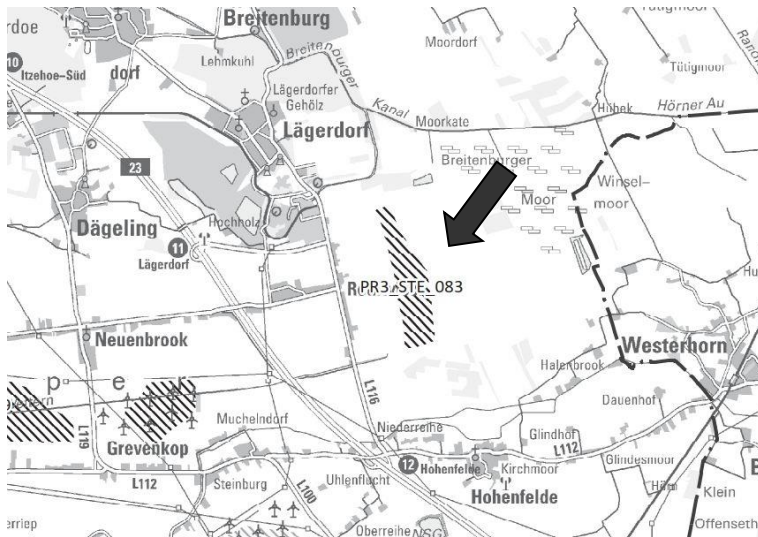 Breitenburg
Moordorf
Tütigmoor
10
Itzehoe-Süd
dorf
Lehmkuhl
Breitenburger
Kanal
Lägerdorfer
Gehölz
Tütigmoor
Lägerdorf
Moorkate
Hörner Au
23
Breitenburger
Moor
Winsel-
moor
Dägeling
Hochholz
11
Lägerdorf
PR3_STE_083
Neuenbrook
Westerhorn
Halenbrook
p e r
L116
Dauenhof
L119
Muchelndorf
Niederreihe
Grevenkop
Glindhof
L112
L112
Steinburg
L100
Uhlenflucht
12
Hohenfelde
Kirchmoor
Glindesmoor
Hohenfelde
Klein
Offenseth
erriep
Oberreihe
NSG